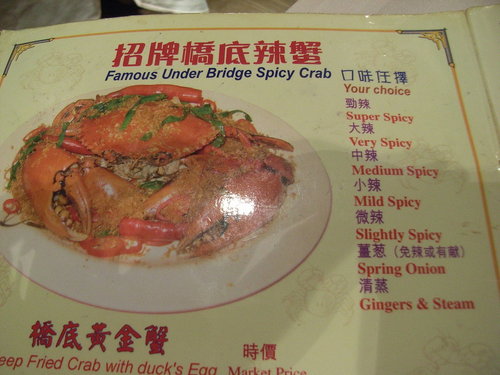 招牌橋底辣蟹
Famous Under Bridge Spicy Crab
口味任擇
Your choice
勁辣
Super Spicy
大辣
Very Spicy
中辣
Medium Spicy
小辣
Mild Spicy
微辣
Slightly Spicy
薑葱（免辣或有獻）
Spring Onion
清蒸
Gingers & Steam
橋底黃金蟹
eep Fried Crab with duck's Egg
時價
Market Price